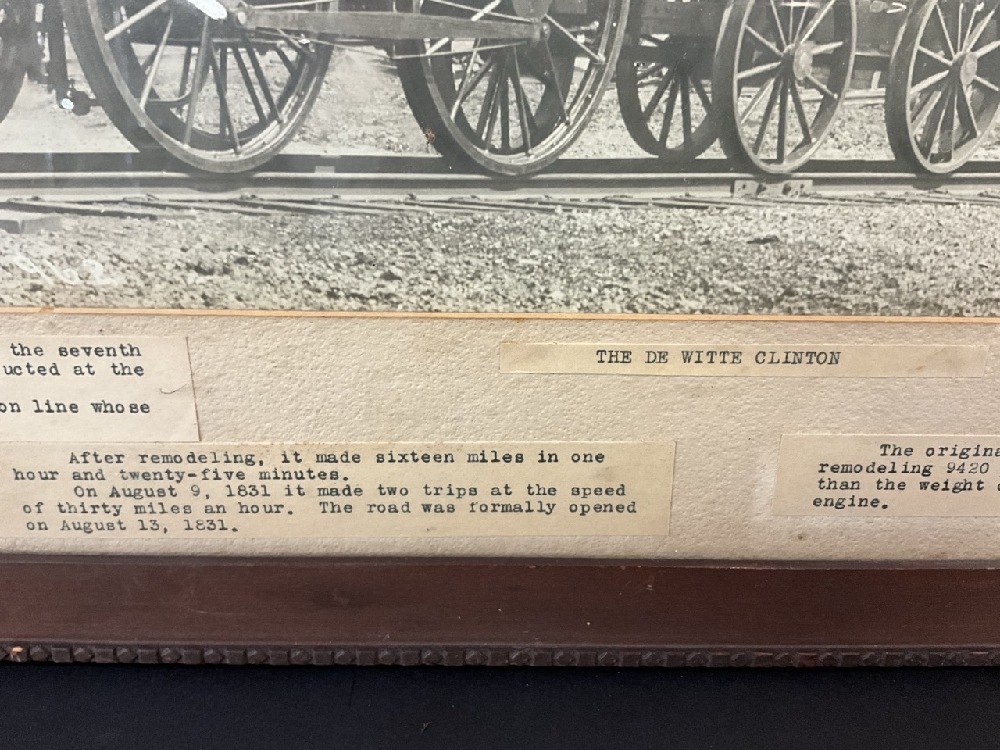 962
the seventh
ucted at the
on line whose
THE DE WITTE CLINTON
After remodeling, it made sixteen miles in one
hour and twenty-five minutes.
On August 9, 1831 it made two trips at the speed
of thirty miles an hour. The road was formally opened
on August 13, 1831.
The origina
remodeling 9420
than the weight
engine.